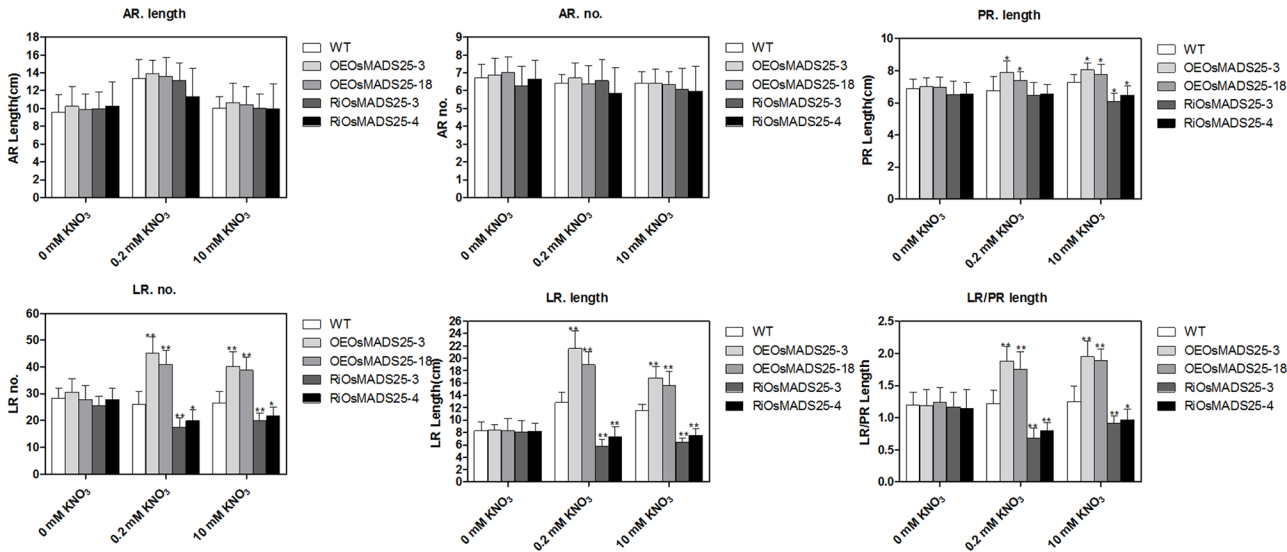 AR. length
AR Length(cm)
18
16
14
12
10
8
6
4
2
0
0 mM KNO₃
0.2 mM KNO₃
10 mM KNO₃
WT
OEOsMADS25-3
OEOsMADS25-18
RiOsMADS25-3
RiOsMADS25-4
AR. no.
AR no.
9
8
7
6
5
4
3
2
1
0
0 mM KNO₃
0.2 mM KNO₃
10 mM KNO₃
WT
OEOsMADS25-3
OEOsMADS25-18
RiOsMADS25-3
RiOsMADS25-4
PR. length
PR Length(cm)
10
8
6
4
2
0
*
*
*
*
*
*
0 mM KNO₃
0.2 mM KNO₃
10 mM KNO₃
WT
OEOsMADS25-3
OEOsMADS25-18
RiOsMADS25-3
RiOsMADS25-4
LR. no.
LR no.
60
50
40
30
20
10
0
**
**
**
*
**
**
**
*
0 mM KNO₃
0.2 mM KNO₃
10 mM KNO₃
WT
OEOsMADS25-3
OEOsMADS25-18
RiOsMADS25-3
RiOsMADS25-4
LR. length
LR Length(cm)
26
24
22
20
18
16
14
12
10
8
6
4
2
0
**
**
**
**
**
**
**
**
0 mM KNO₃
0.2 mM KNO₃
10 mM KNO₃
WT
OEOsMADS25-3
OEOsMADS25-18
RiOsMADS25-3
RiOsMADS25-4
LR/PR length
LR/PR Length
2.5
2.0
1.5
1.0
0.5
0.0
**
**
**
**
**
**
**
*
0 mM KNO₃
0.2 mM KNO₃
10 mM KNO₃
WT
OEOsMADS25-3
OEOsMADS25-18
RiOsMADS25-3
RiOsMADS25-4